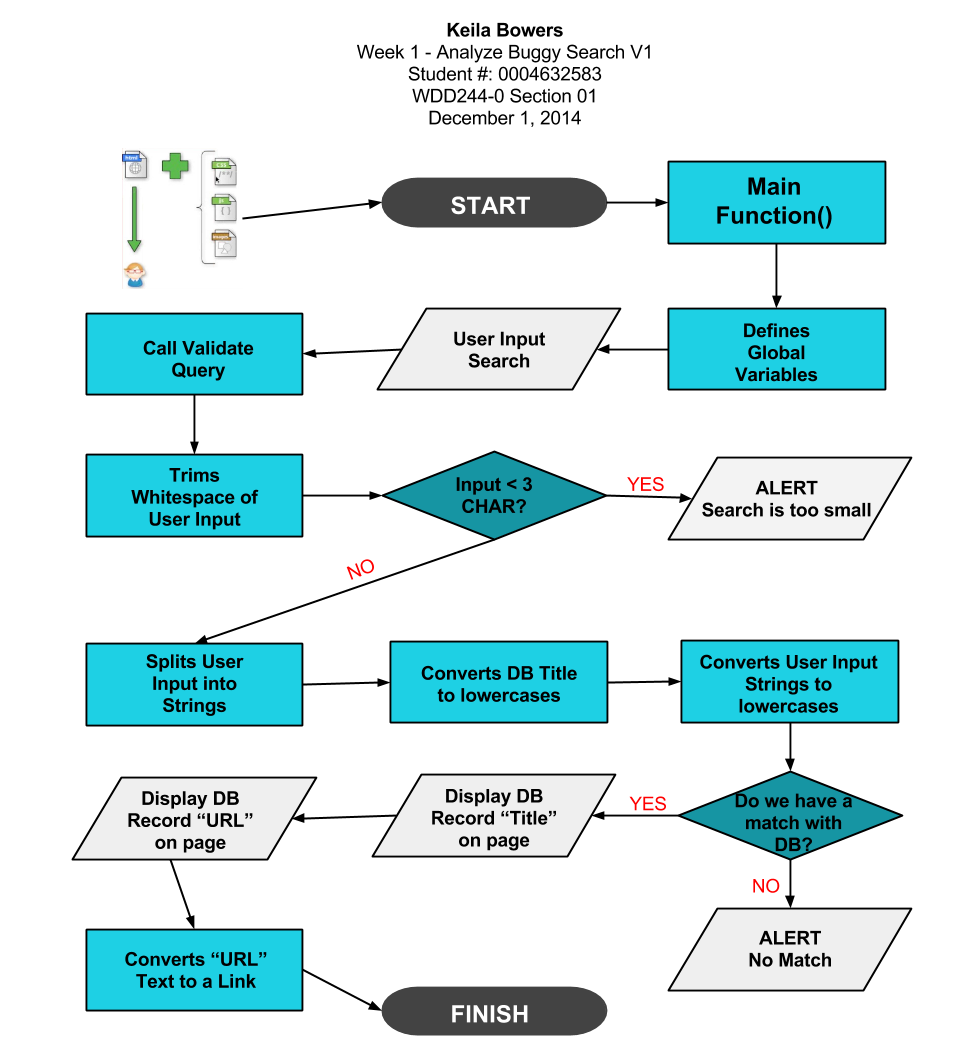 Keila Bowers
Week 1 - Analyze Buggy Search V1
Student #: 0004632583
WDD244-0 Section 01
December 1, 2014
html
CSS
START
Main
Function()
Defines
Global
Variables
User Input
Search
Call Validate
Query
Trims
Whitespace of
User Input
Input < 3
CHAR?
YES
ALERT
Search is too small
NO
Splits User
Input into
Strings
Converts DB Title
to lowercases
Converts User Input
Strings to
lowercases
Do we have a
match with
DB?
YES
Display DB
Record “Title”
on page
Display DB
Record “URL”
on page
NO
ALERT
No Match
Converts “URL”
Text to a Link
FINISH